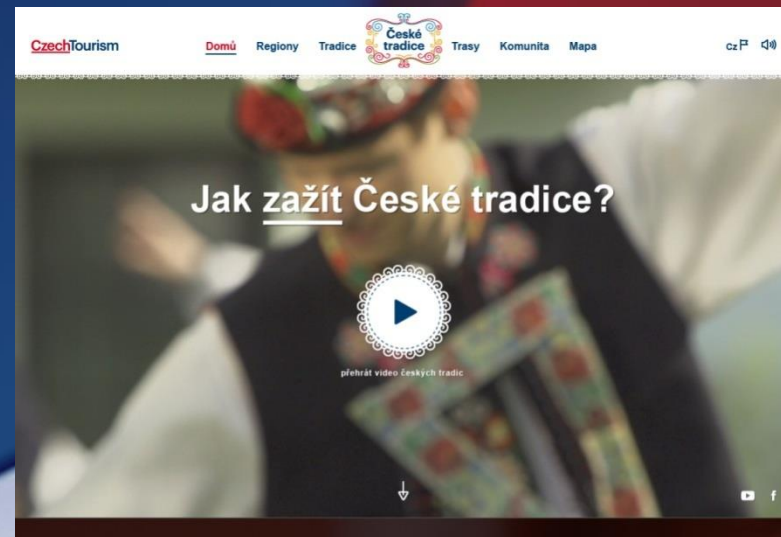 CzechTourism
Domů Regiony Tradice České tradice Trasy Komunita Mapa
CZ
Jak zažít České tradice?
přehrát video českých tradic